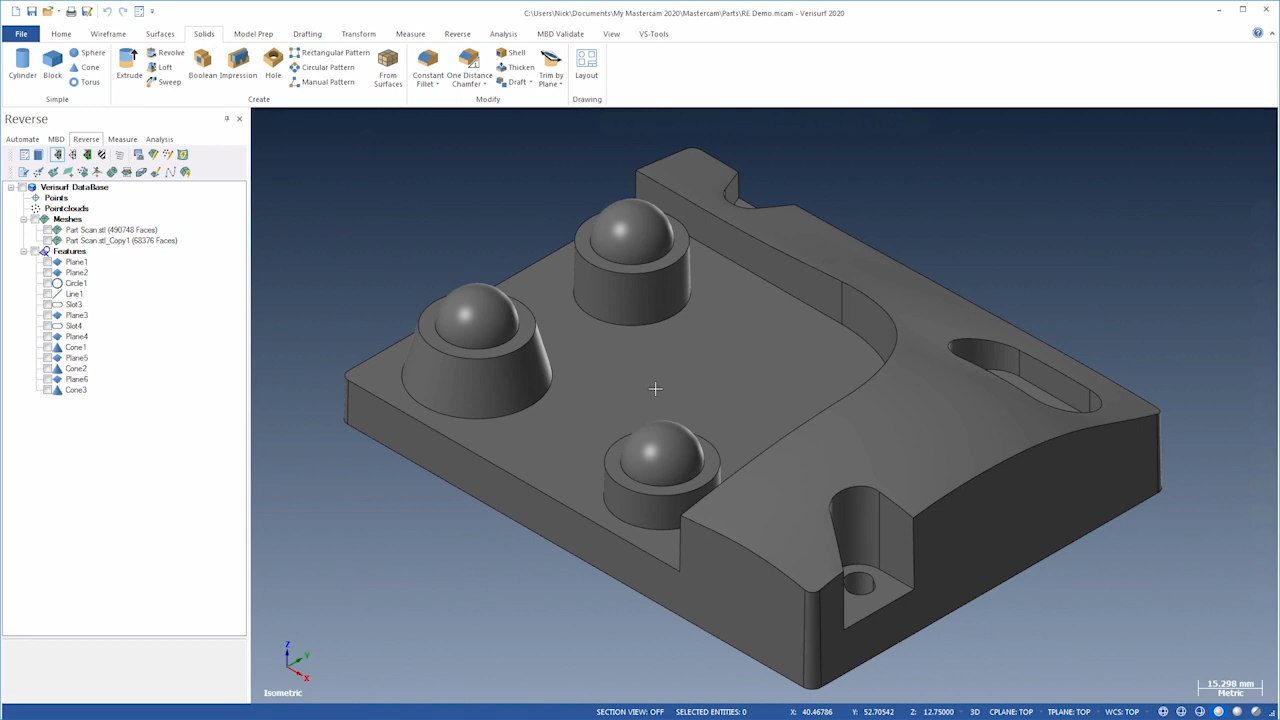 C:\Users\Nick\Documents\My Mastercam 2020\Mastercam\Parts\RE Demo.mcam - Verisurf 2020
File Home Wireframe Surfaces Solids Model Prep Drafting Transform Measure Reverse Analysis MBD Validate View VS-Tools
Cylinder
Block
Sphere
Cone
Torus
Simple
Extrude
Revolve
Loft
Sweep
Boolean
Impression
Hole
Rectangular Pattern
Circular Pattern
Manual Pattern
From
Surfaces
Create
Constant
Fillet
One Distance
Chamfer
Shell
Thicken
Draft
Trim by
Plane
Modify
Layout
Drawing
Reverse
Automate MBD Reverse Measure Analysis
Verisurf DataBase
Points
Pointclouds
Meshes
Part Scan.stl (490748 Faces)
Part Scan.stl_Copy1 (68376 Faces)
Features
Plane1
Plane2
Circle1
Line1
Slot3
Plane3
Slot4
Plane4
Cone1
Plane5
Cone2
Plane6
Cone3
Z
Y
X
Isometric
15.298 mm
Metric
SECTION VIEW: OFF SELECTED ENTITIES: 0 X: 40.46786 Y: 52.70542 Z: 12.75000 3D CPLANE: TOP TPLANE: TOP WCS: TOP